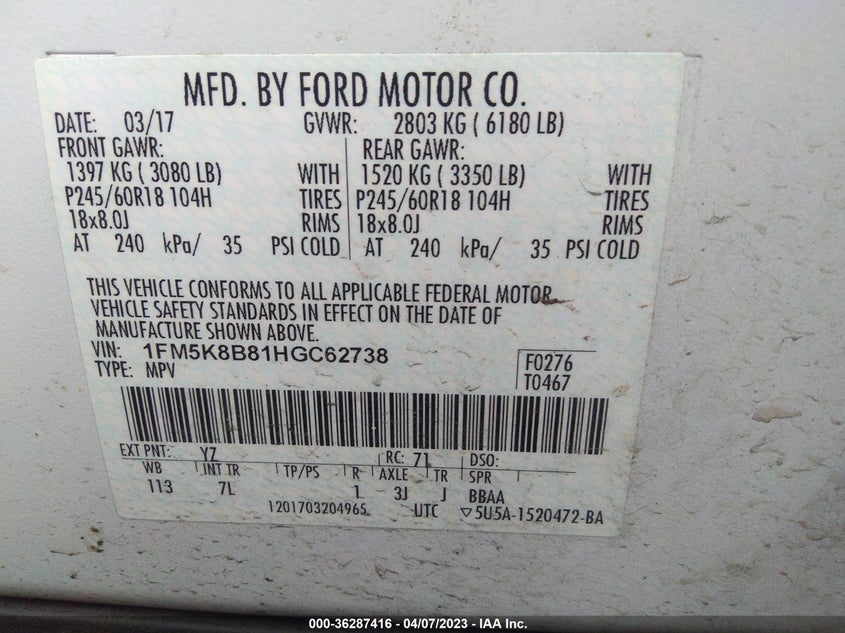 MFD. BY FORD MOTOR CO.
DATE: 03/17 GVWR: 2803 KG ( 6180 LB)
FRONT GAWR: REAR GAWR:
1397 KG ( 3080 LB) WITH 1520 KG ( 3350 LB) WITH
P245/60R18 104H TIRES P245/60R18 104H TIRES
18x8.0J RIMS 18x8.0J RIMS
AT 240 kPa/ 35 PSI COLD AT 240 kPa/ 35 PSI COLD
THIS VEHICLE CONFORMS TO ALL APPLICABLE FEDERAL MOTOR
VEHICLE SAFETY STANDARDS IN EFFECT ON THE DATE OF
MANUFACTURE SHOWN ABOVE.
VIN: 1FM5K8B81HGC62738 F0276
TYPE: MPV T0467
EXT PNT: YZ RC: 71 DSO:
WB INT TR TP/PS R AXLE TR SPR
113 7L 1 3J J BBAA
1201703204965 UTC ▽5U5A-1520472-BA
000-36287416 - 04/07/2023 - IAA Inc.